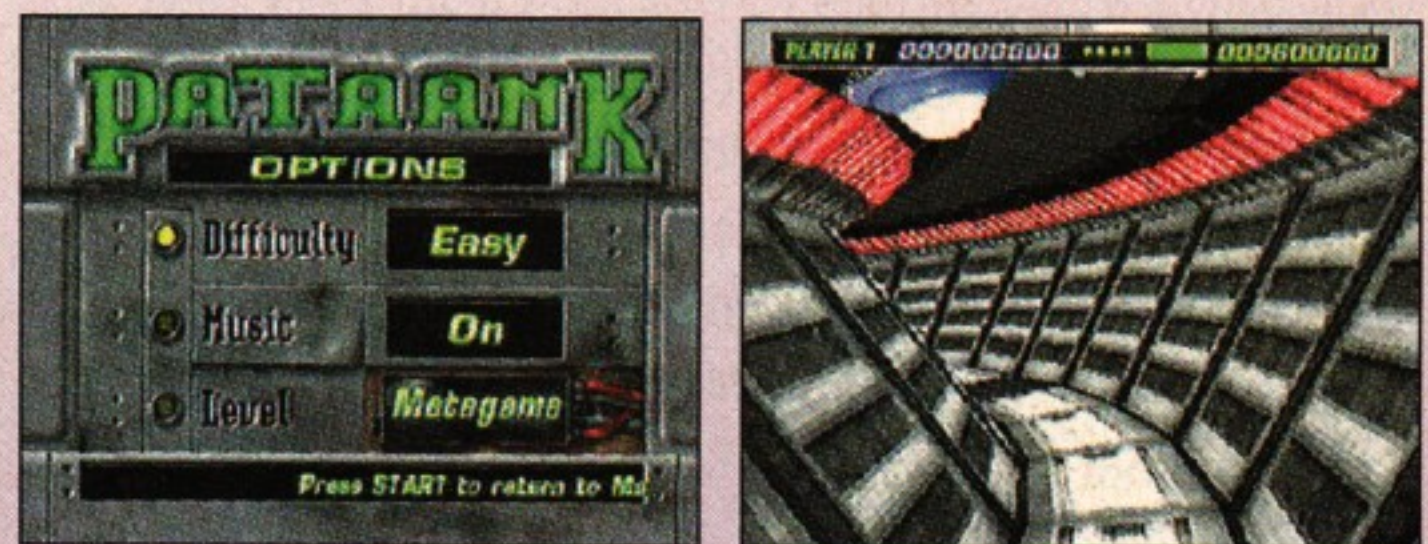 PATAANK
OPTIONS
Difficulty Easy
Music On
Level Metagame
Press START to return to Ma
PLAYER 1 000000000 000600000